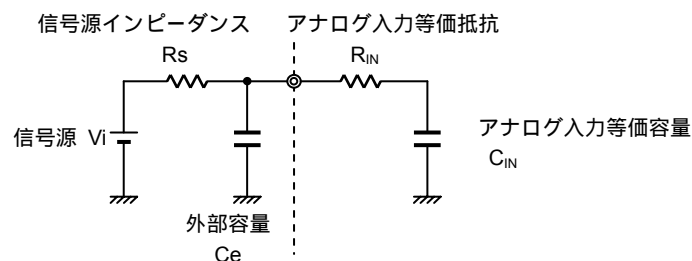 信号源インピーダンス
アナログ入力等価抵抗
Rs
RIN
信号源 Vi
アナログ入力等価容量
CIN
外部容量
Ce